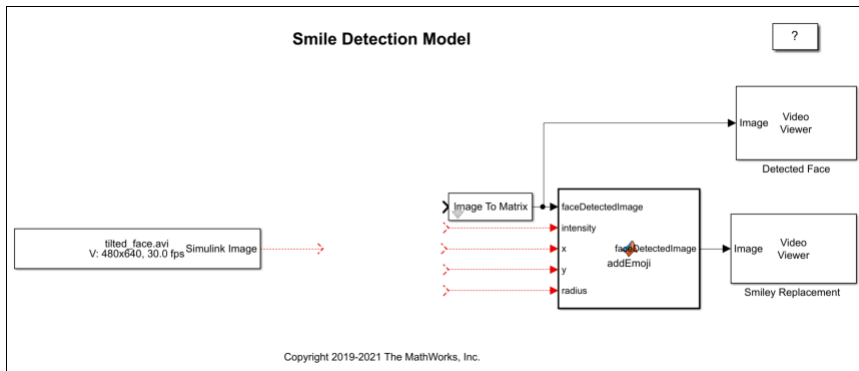 Smile Detection Model
?
Image
Video
Viewer
Detected Face
Image To Matrix
faceDetectedImage
intensity
x
y
radius
faceDetectedImage
addEmoji
tilted_face.avi
V: 480x640, 30.0 fps
Simulink Image
Image
Video
Viewer
Smiley Replacement
Copyright 2019-2021 The MathWorks, Inc.